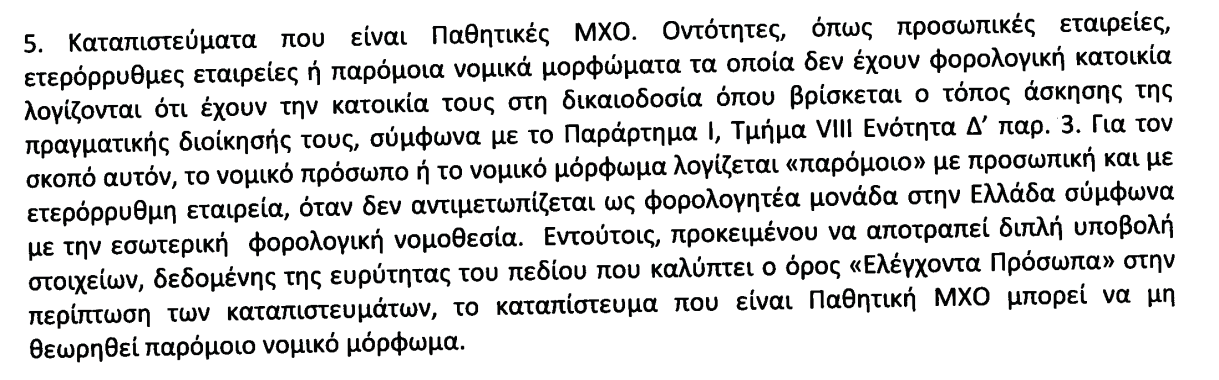 5. Καταπιστεύματα που είναι Παθητικές ΜΧΟ. Οντότητες, όπως προσωπικές εταιρείες,
ετερόρρυθμες εταιρείες ή παρόμοια νομικά μορφώματα τα οποία δεν έχουν φορολογική κατοικία
λογίζονται ότι έχουν την κατοικία τους στη δικαιοδοσία όπου βρίσκεται ο τόπος άσκησης της
πραγματικής διοίκησής τους, σύμφωνα με το Παράρτημα Ι, Τμήμα VIII Ενότητα Δ’ παρ. 3. Για τον
σκοπό αυτόν, το νομικό πρόσωπο ή το νομικό μόρφωμα λογίζεται «παρόμοιο» με προσωπική και με
ετερόρρυθμη εταιρεία, όταν δεν αντιμετωπίζεται ως φορολογητέα μονάδα στην Ελλάδα σύμφωνα
με την εσωτερική φορολογική νομοθεσία. Εντούτοις, προκειμένου να αποτραπεί διπλή υποβολή
στοιχείων, δεδομένης της ευρύτητας του πεδίου που καλύπτει ο όρος «Ελέγχοντα Πρόσωπα» στην
περίπτωση των καταπιστευμάτων, το καταπίστευμα που είναι Παθητική ΜΧΟ μπορεί να μη
θεωρηθεί παρόμοιο νομικό μόρφωμα.